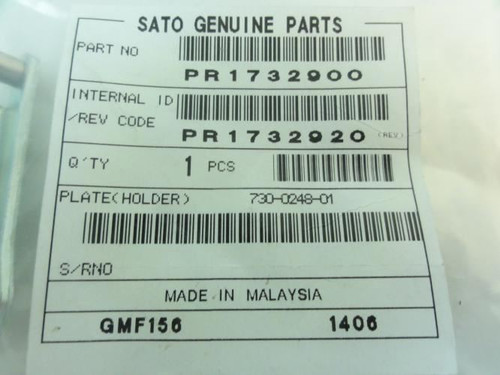 SATO GENUINE PARTS
PART NO
PR1732900
INTERNAL ID
/REV CODE
PR1732920 (REV)
Q'TY 1 PCS
PLATE(HOLDER) 730-0248-01
S/RNO
MADE IN MALAYSIA
GMF156 1406